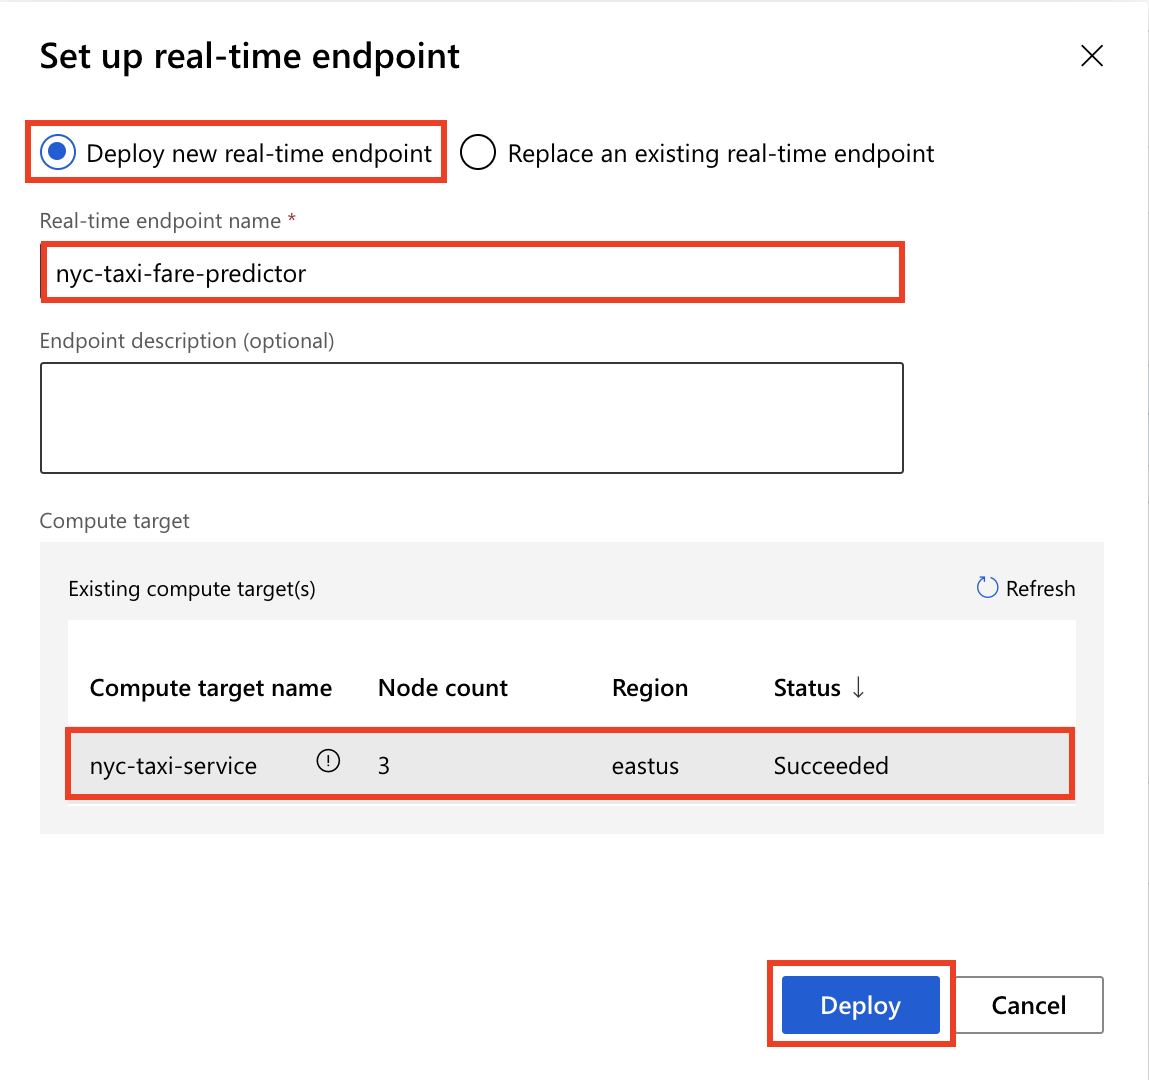 Set up real-time endpoint
Deploy new real-time endpoint Replace an existing real-time endpoint
Real-time endpoint name *
nyc-taxi-fare-predictor
Endpoint description (optional)
Compute target
Existing compute target(s) Refresh
Compute target name Node count Region Status ↓
nyc-taxi-service 3 eastus Succeeded
Deploy Cancel